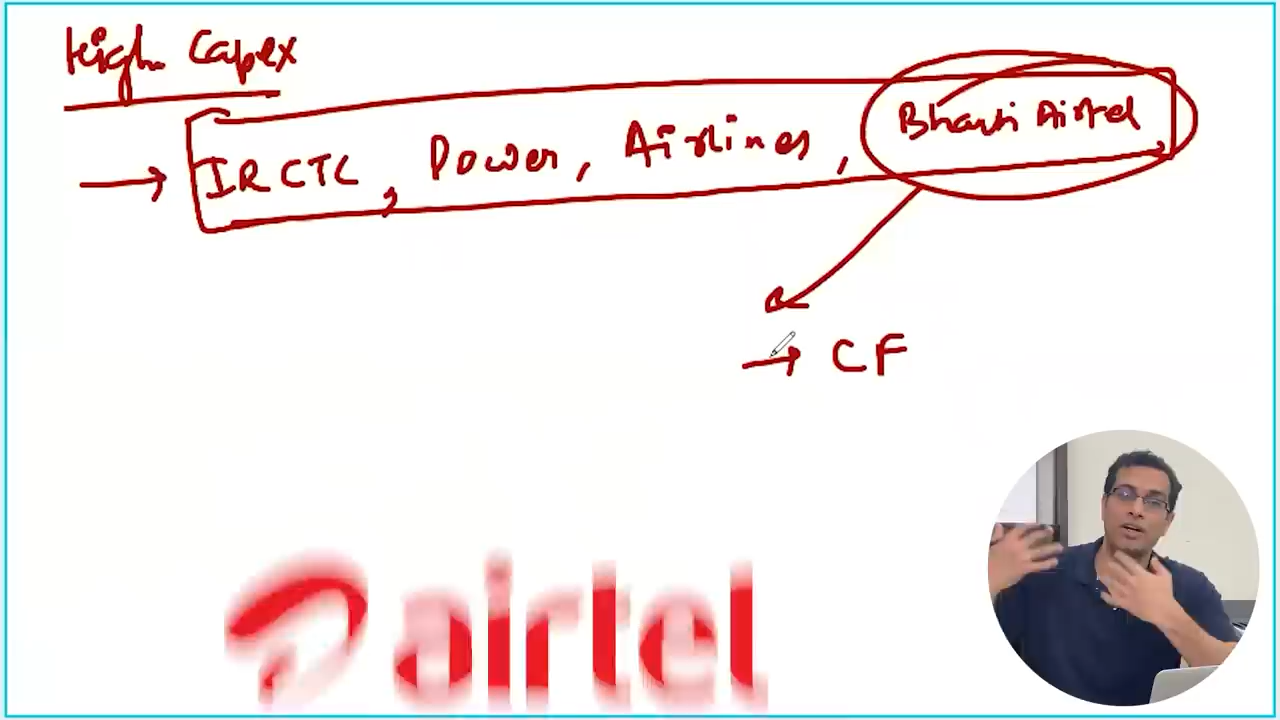 High Capex
→ IRCTC, Power, Airlines, Bharti Airtel
→ CF
airtel